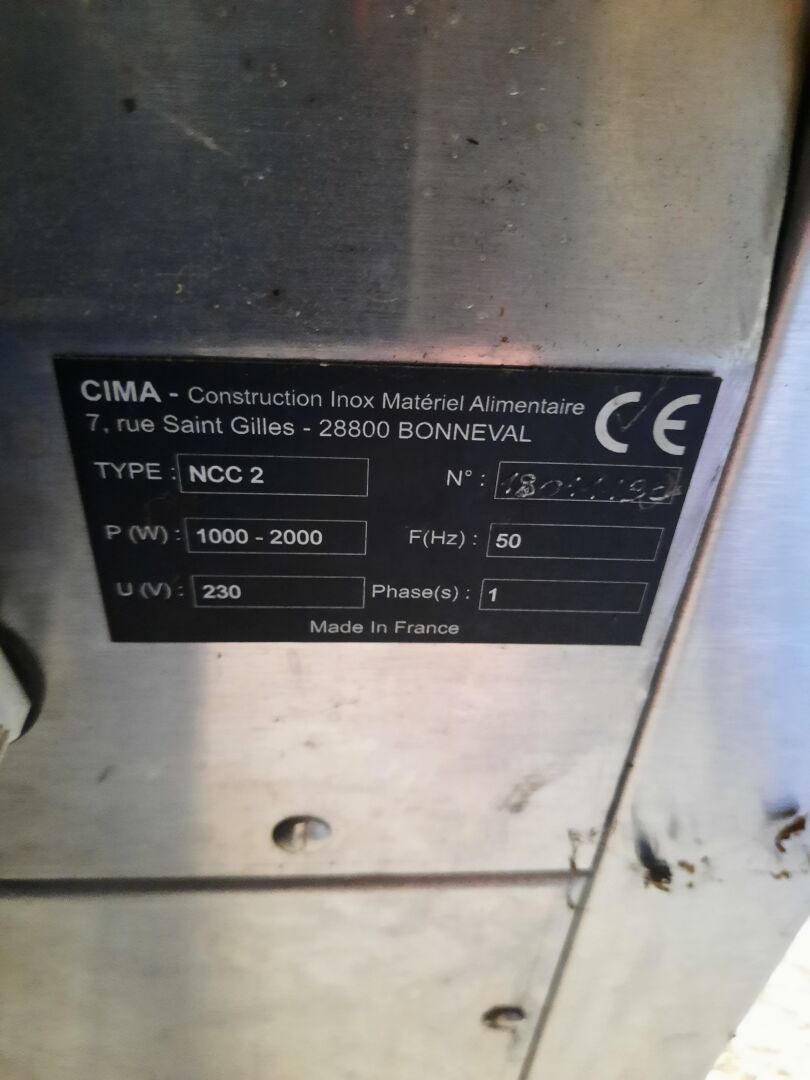 CIMA - Construction Inox Matériel Alimentaire CE
7, rue Saint Gilles - 28800 BONNEVAL
TYPE : NCC 2 N° :
P (W) : 1000 - 2000 F(Hz) : 50
U (V) : 230 Phase(s) : 1
Made In France